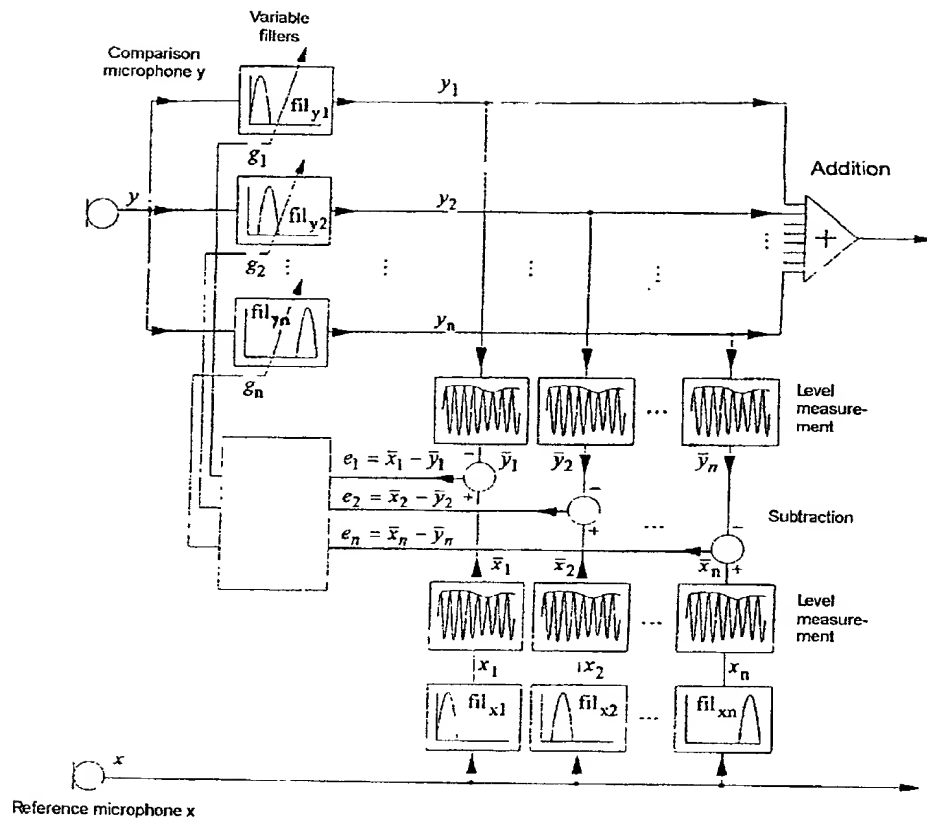 Variable
filters
Comparison
microphone y
fil_y1
y_1
g_1
Addition
y
fil_y2
y_2
+
g_2
fil_yn
y_n
g_n
Level
measure-
ment
e_1 = x̄_1 − ȳ_1
− ȳ_1
ȳ_2
ȳ_n
+
e_2 = x̄_2 − ȳ_2
−
+
Subtraction
e_n = x̄_n − ȳ_n
−
+
x̄_1
x̄_2
x̄_n
Level
measure-
ment
x_1
x_2
x_n
fil_x1
fil_x2
fil_xn
x
Reference microphone x